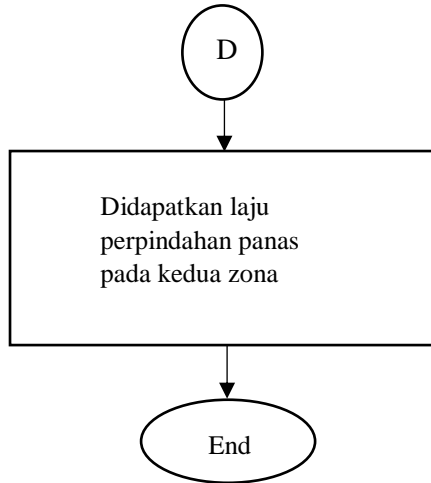 D
Didapatkan laju
perpindahan panas
pada kedua zona
End